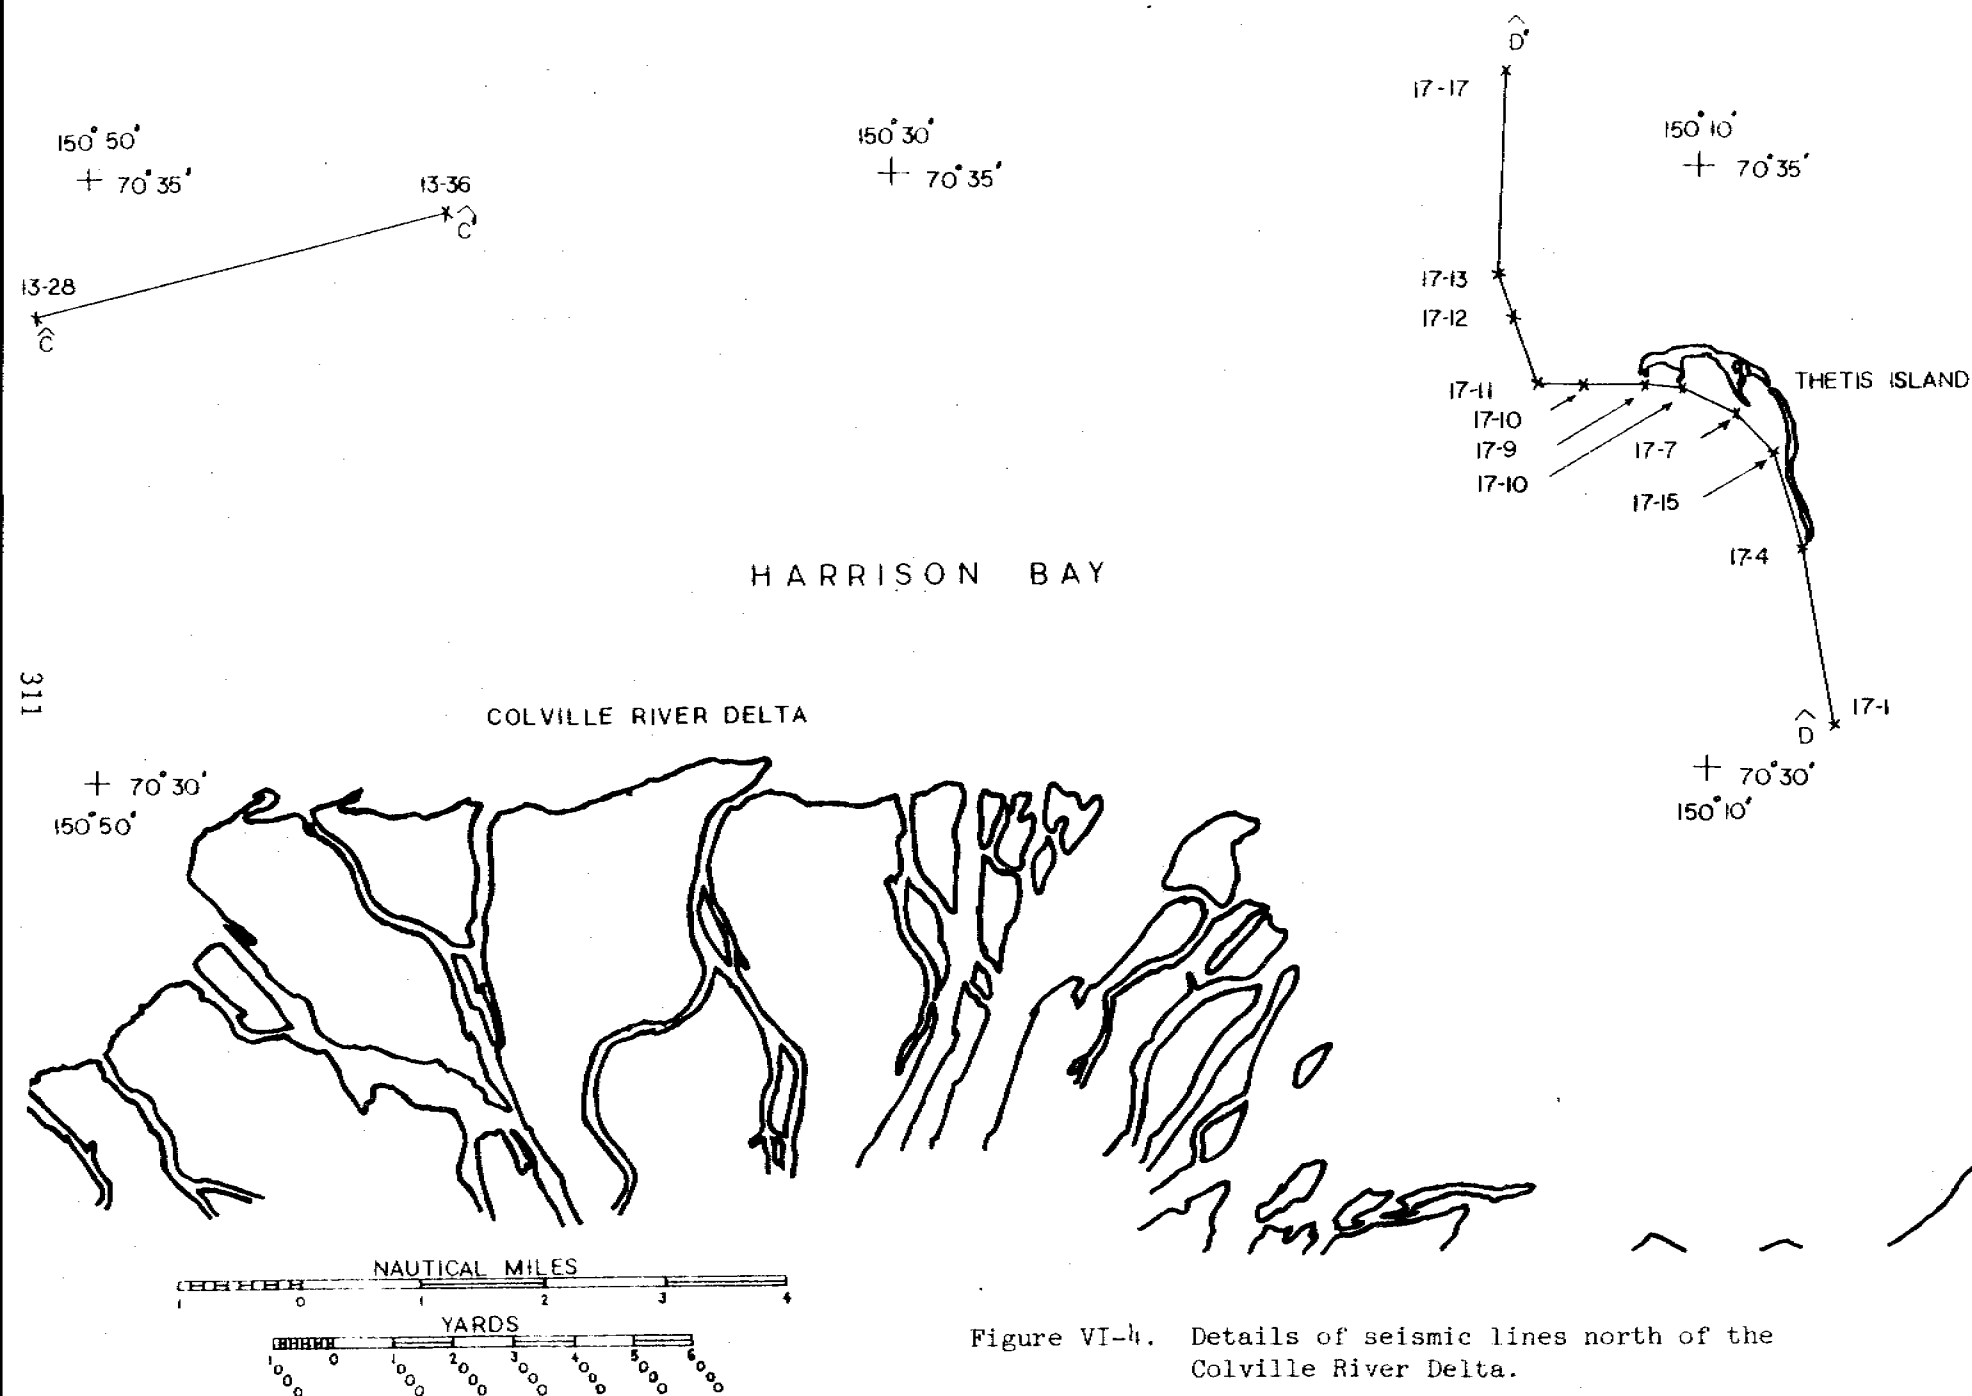 D'
17-17
150° 50'
70° 35'
150° 30'
70° 35'
150° 10'
70° 35'
13-36
C'
13-28
C
17-13
17-12
17-11
17-10
17-9
17-10
17-7
17-15
17-4
17-1
D
THETIS ISLAND
HARRISON BAY
311
COLVILLE RIVER DELTA
70° 30'
150° 50'
70° 30'
150° 10'
NAUTICAL MILES
1 0 1 2 3 4
YARDS
1000 0 1000 2000 3000 4000 5000 6000
Figure VI-4. Details of seismic lines north of the
Colville River Delta.